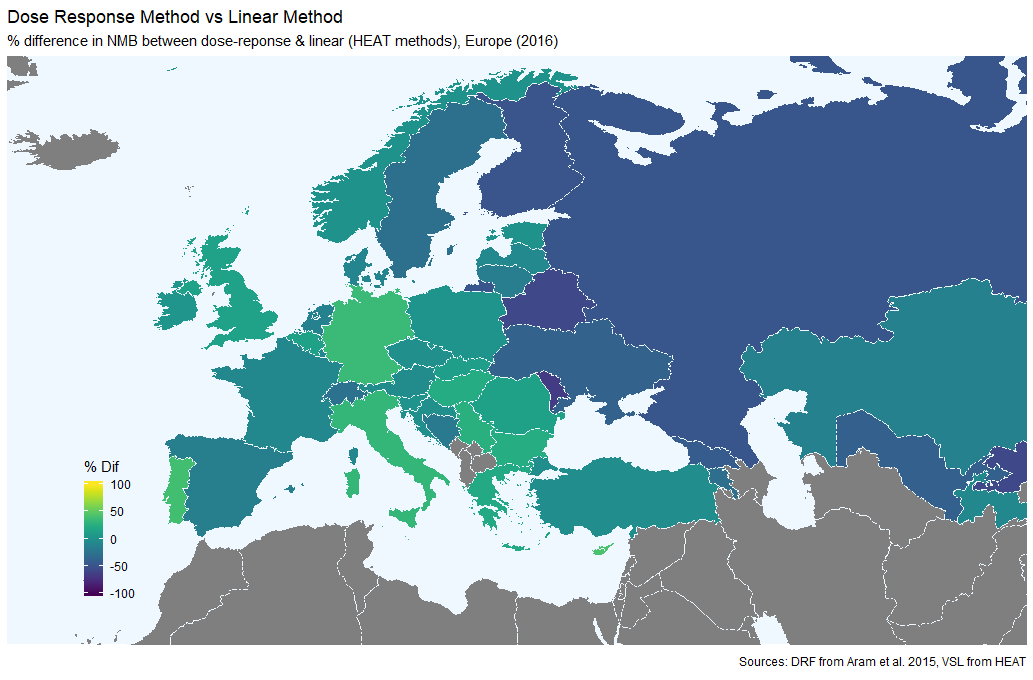 Dose Response Method vs Linear Method
% difference in NMB between dose-reponse & linear (HEAT methods), Europe (2016)
% Dif
100
50
0
-50
-100
Sources: DRF from Aram et al. 2015, VSL from HEAT